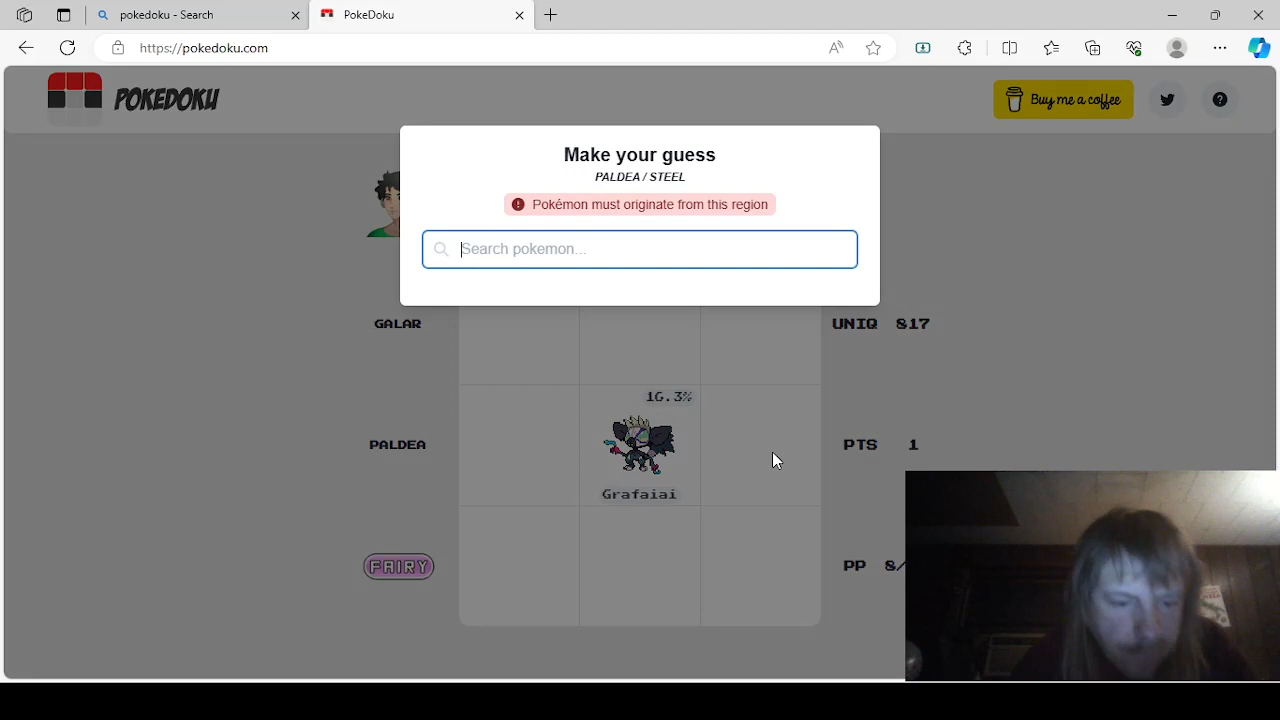 pokedoku - Search
PokeDoku
https://pokedoku.com
POKEDOKU
Buy me a coffee
Make your guess
PALDEA / STEEL
Pokémon must originate from this region
Search pokemon...
GALAR
UNIQ 817
16.3%
PALDEA
Grafaiai
PTS 1
FAIRY
PP 8/